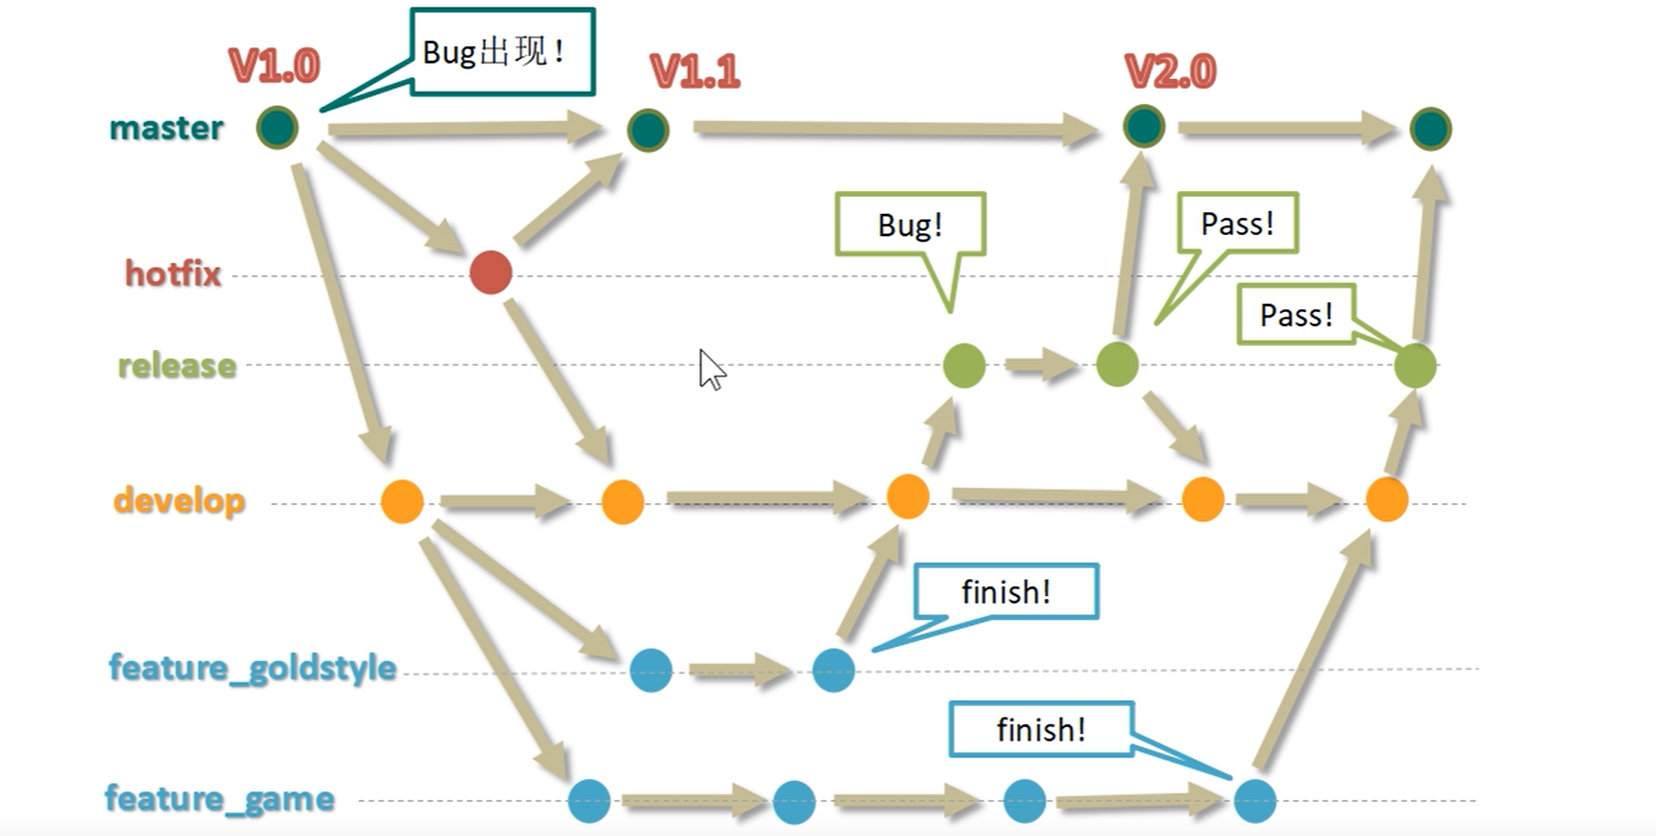 V1.0
Bug出现！
V1.1
V2.0
master
Bug!
Pass!
hotfix
Pass!
release
develop
finish!
feature_goldstyle
finish!
feature_game